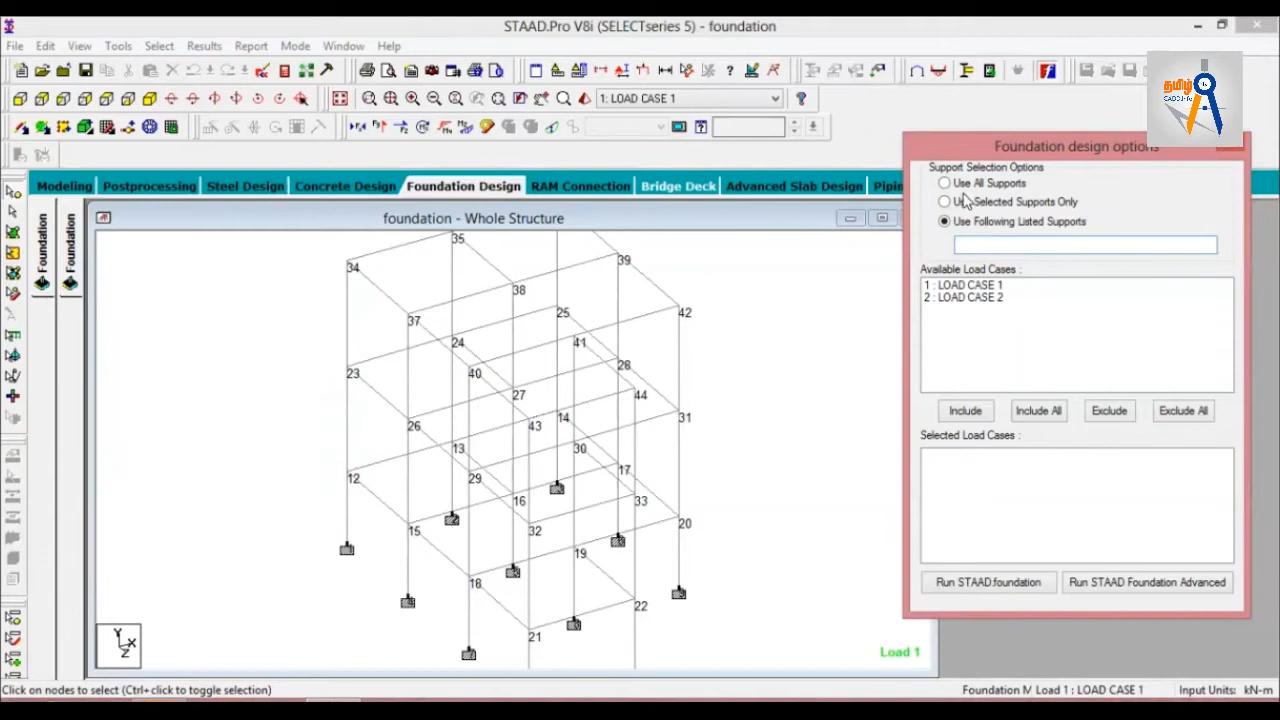 STAAD.Pro V8i (SELECTseries 5) - foundation
File Edit View Tools Select Results Report Mode Window Help
1: LOAD CASE 1
தமிழ்
CADD
Modeling Postprocessing Steel Design Concrete Design Foundation Design RAM Connection Bridge Deck Advanced Slab Design
foundation - Whole Structure
Foundation
Foundation
35
34
39
38
25
42
37
24
41
28
23
40
27
44
26
14
43
31
13
30
12
29
17
16
33
15
32
20
19
18
22
21
Y
X
Z
Load 1
Foundation design options
Support Selection Options
Use All Supports
Selected Supports Only
Use Following Listed Supports
Available Load Cases :
1 : LOAD CASE 1
2 : LOAD CASE 2
Include Include All Exclude Exclude All
Selected Load Cases :
Run STAAD.foundation Run STAAD Foundation Advanced
Click on nodes to select (Ctrl+click to toggle selection)
Foundation M Load 1 : LOAD CASE 1 Input Units: kN-m